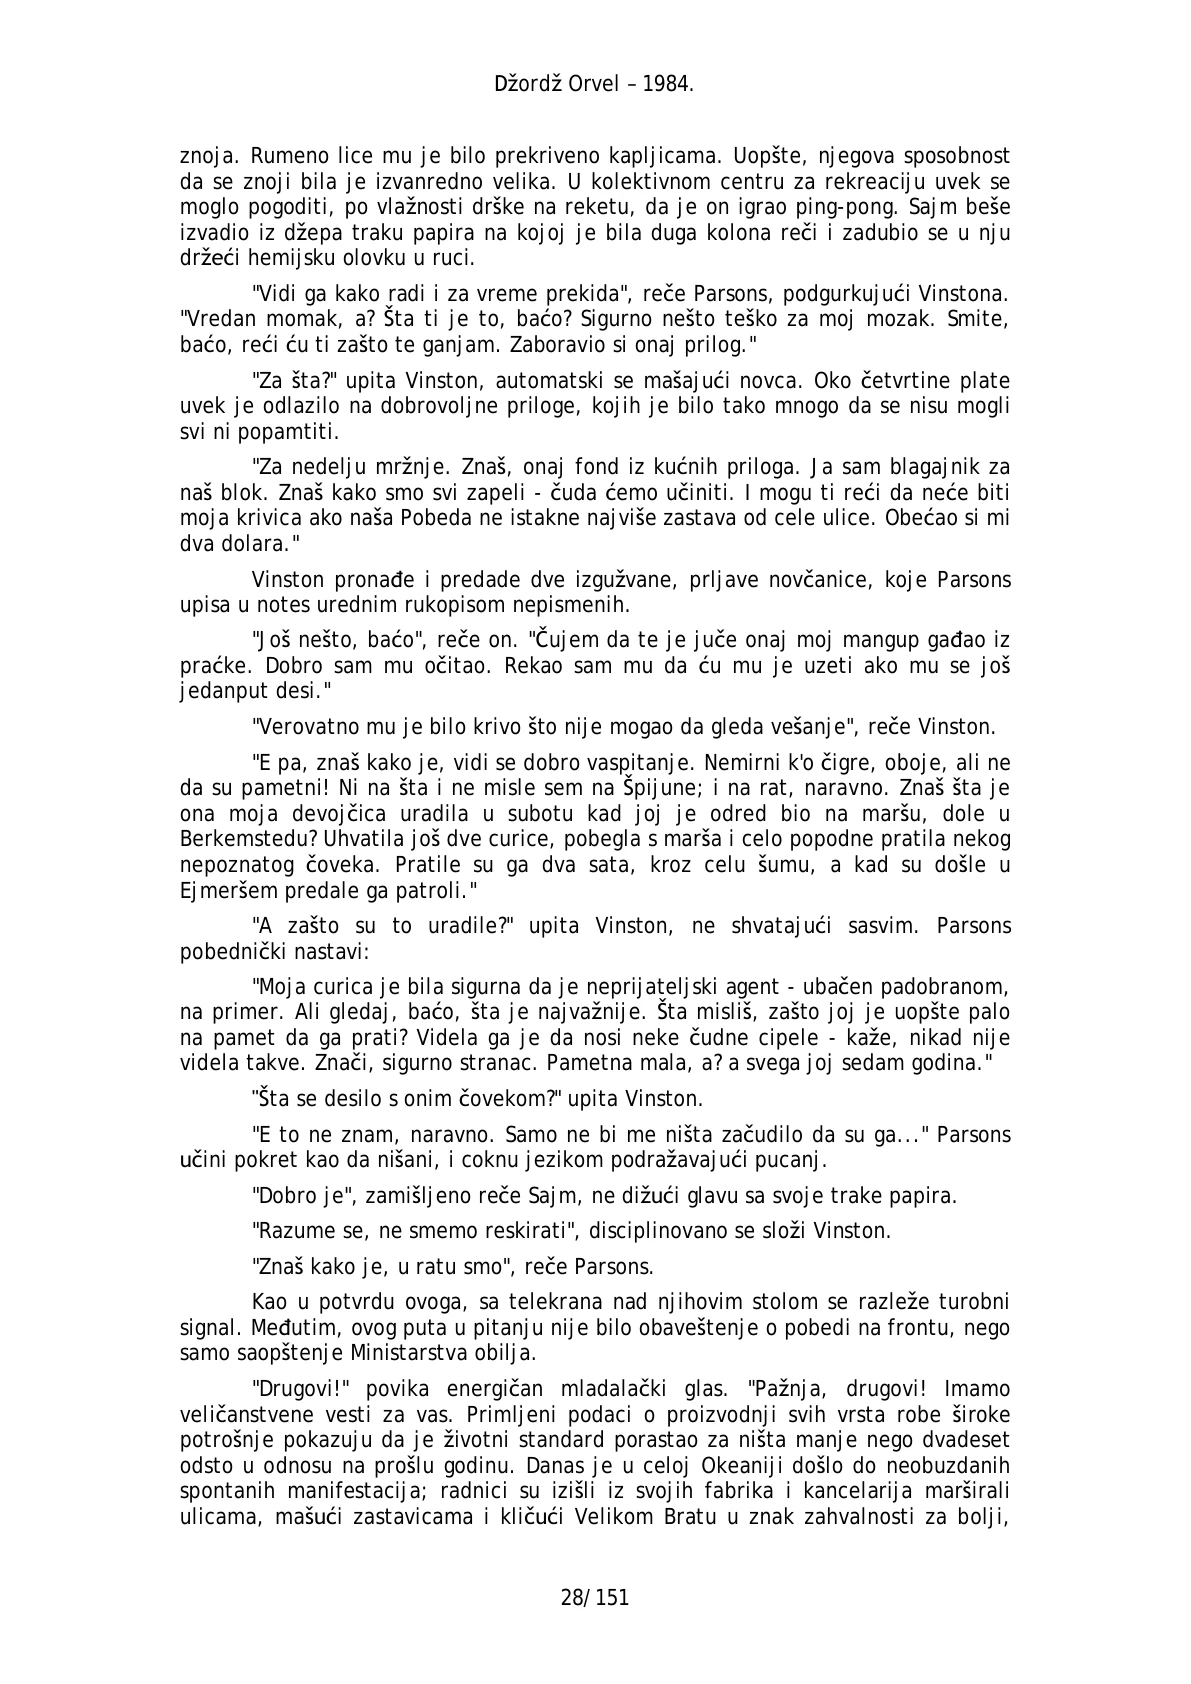 Džordž Orvel – 1984.
znoja. Rumeno lice mu je bilo prekriveno kapljicama. Uopšte, njegova sposobnost
da se znoji bila je izvanredno velika. U kolektivnom centru za rekreaciju uvek se
moglo pogoditi, po vlažnosti drške na reketu, da je on igrao ping-pong. Sajm beše
izvadio iz džepa traku papira na kojoj je bila duga kolona reči i zadubio se u nju
držeći hemijsku olovku u ruci.
"Vidi ga kako radi i za vreme prekida", reče Parsons, podgurkujući Vinstona.
"Vredan momak, a? Šta ti je to, baćo? Sigurno nešto teško za moj mozak. Smite,
baćo, reći ću ti zašto te ganjam. Zaboravio si onaj prilog."
"Za šta?" upita Vinston, automatski se mašajući novca. Oko četvrtine plate
uvek je odlazilo na dobrovoljne priloge, kojih je bilo tako mnogo da se nisu mogli
svi ni popamtiti.
"Za nedelju mržnje. Znaš, onaj fond iz kućnih priloga. Ja sam blagajnik za
naš blok. Znaš kako smo svi zapeli - čuda ćemo učiniti. I mogu ti reći da neće biti
moja krivica ako naša Pobeda ne istakne najviše zastava od cele ulice. Obećao si mi
dva dolara."
Vinston pronađe i predade dve izgužvane, prljave novčanice, koje Parsons
upisa u notes urednim rukopisom nepismenih.
"Još nešto, baćo", reče on. "Čujem da te je juče onaj moj mangup gađao iz
praćke. Dobro sam mu očitao. Rekao sam mu da ću mu je uzeti ako mu se još
jedanput desi."
"Verovatno mu je bilo krivo što nije mogao da gleda vešanje", reče Vinston.
"E pa, znaš kako je, vidi se dobro vaspitanje. Nemirni k'o čigre, oboje, ali ne
da su pametni! Ni na šta i ne misle sem na Špijune; i na rat, naravno. Znaš šta je
ona moja devojčica uradila u subotu kad joj je odred bio na maršu, dole u
Berkemstedu? Uhvatila još dve curice, pobegla s marša i celo popodne pratila nekog
nepoznatog čoveka. Pratile su ga dva sata, kroz celu šumu, a kad su došle u
Ejmeršem predale ga patroli."
"A zašto su to uradile?" upita Vinston, ne shvatajući sasvim. Parsons
pobednički nastavi:
"Moja curica je bila sigurna da je neprijateljski agent - ubačen padobranom,
na primer. Ali gledaj, baćo, šta je najvažnije. Šta misliš, zašto joj je uopšte palo
na pamet da ga prati? Videla ga je da nosi neke čudne cipele - kaže, nikad nije
videla takve. Znači, sigurno stranac. Pametna mala, a? a svega joj sedam godina."
"Šta se desilo s onim čovekom?" upita Vinston.
"E to ne znam, naravno. Samo ne bi me ništa začudilo da su ga..." Parsons
učini pokret kao da nišani, i coknu jezikom podražavajući pucanj.
"Dobro je", zamišljeno reče Sajm, ne dižući glavu sa svoje trake papira.
"Razume se, ne smemo reskirati", disciplinovano se složi Vinston.
"Znaš kako je, u ratu smo", reče Parsons.
Kao u potvrdu ovoga, sa telekrana nad njihovim stolom se razleže turobni
signal. Međutim, ovog puta u pitanju nije bilo obaveštenje o pobedi na frontu, nego
samo saopštenje Ministarstva obilja.
"Drugovi!" povika energičan mladalački glas. "Pažnja, drugovi! Imamo
veličanstvene vesti za vas. Primljeni podaci o proizvodnji svih vrsta robe široke
potrošnje pokazuju da je životni standard porastao za ništa manje nego dvadeset
odsto u odnosu na prošlu godinu. Danas je u celoj Okeaniji došlo do neobuzdanih
spontanih manifestacija; radnici su izišli iz svojih fabrika i kancelarija marširali
ulicama, mašući zastavicama i kličući Velikom Bratu u znak zahvalnosti za bolji,
28/151